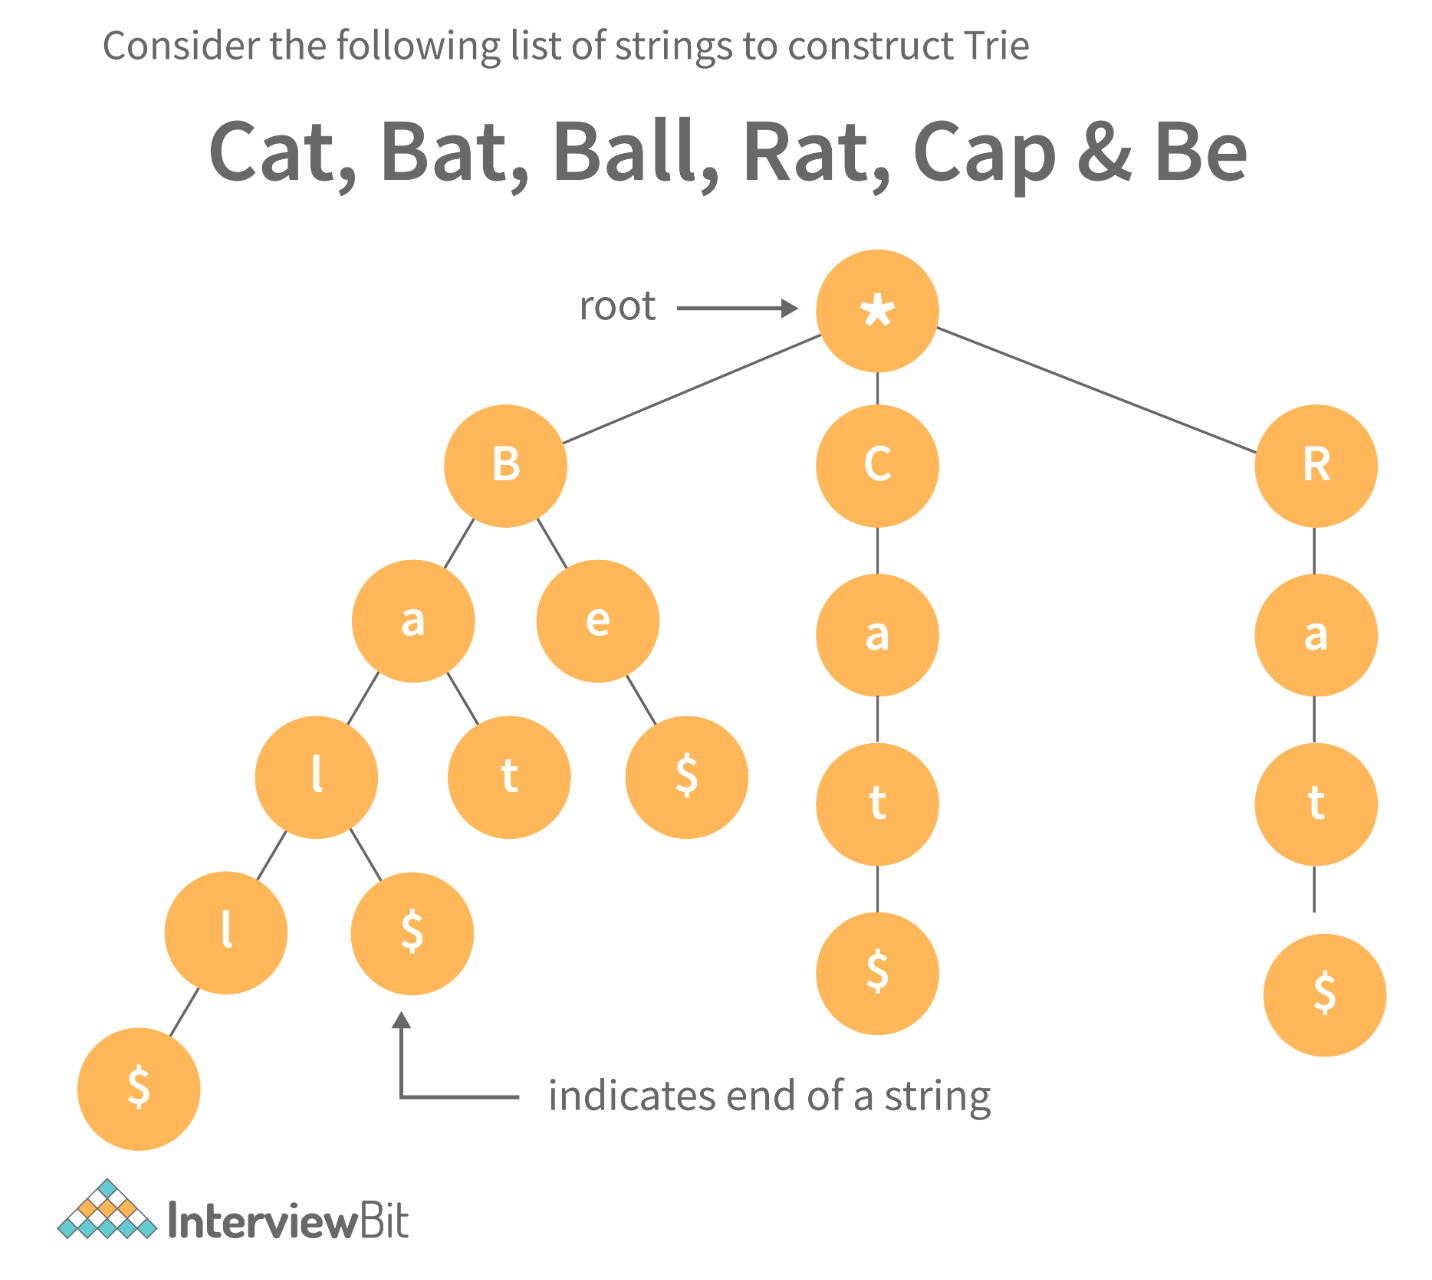 Consider the following list of strings to construct Trie
Cat, Bat, Ball, Rat, Cap & Be
root
*
B
C
R
a
e
a
a
l
t
$
t
t
l
$
$
$
$
indicates end of a string
InterviewBit